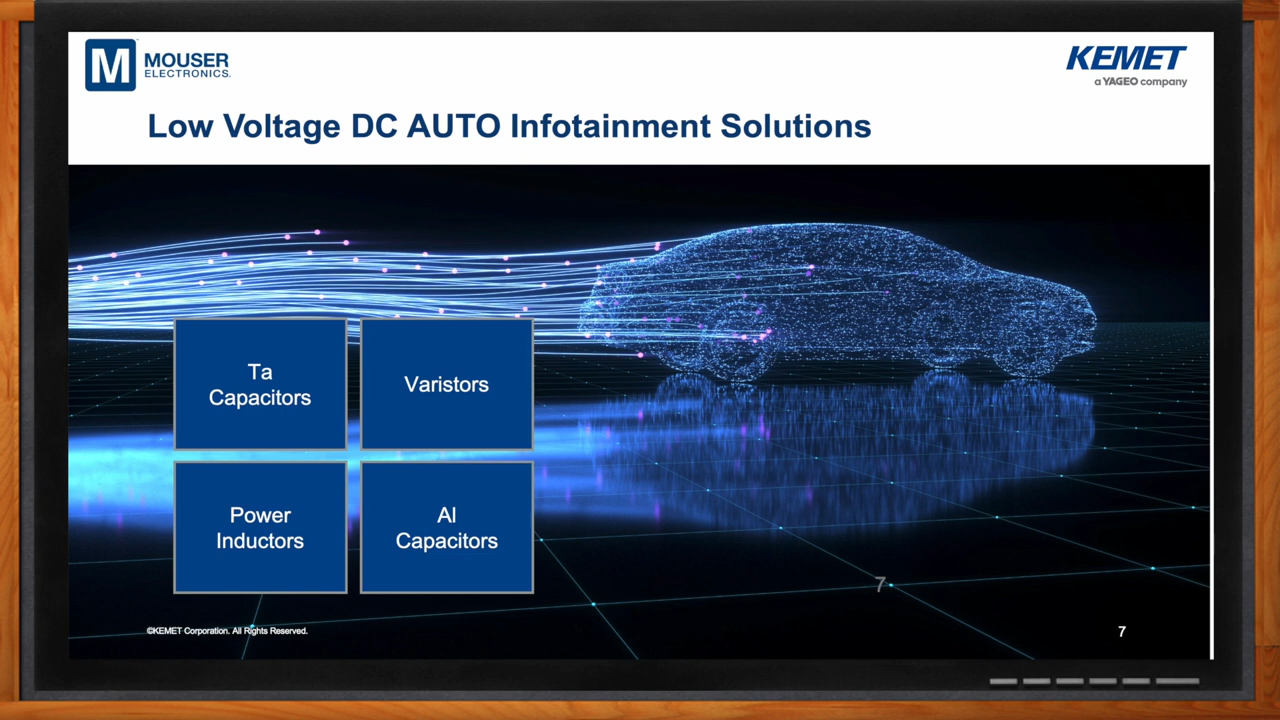 M MOUSER
ELECTRONICS.
KEMET
a YAGEO company
Low Voltage DC AUTO Infotainment Solutions
Ta
Capacitors
Varistors
Power
Inductors
Al
Capacitors
7
©KEMET Corporation. All Rights Reserved.
7